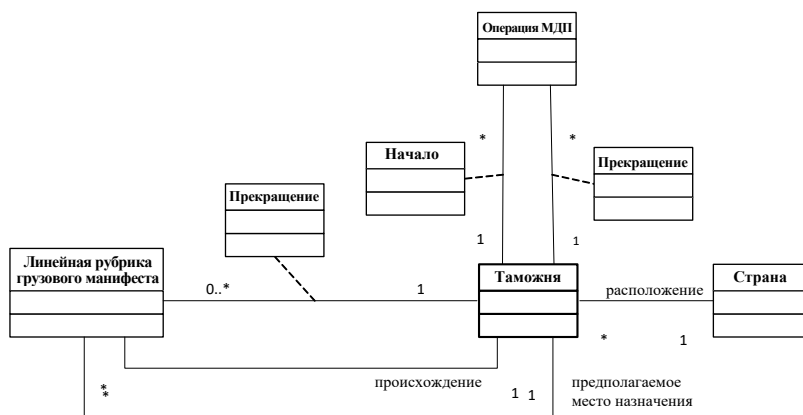 Операция МДП
*
*
Начало
Прекращение
Прекращение
Линейная рубрика
грузового манифеста
1
1
Таможня
Страна
0..*
1
расположение
*
1
*
*
происхождение
1
1
предполагаемое
место назначения